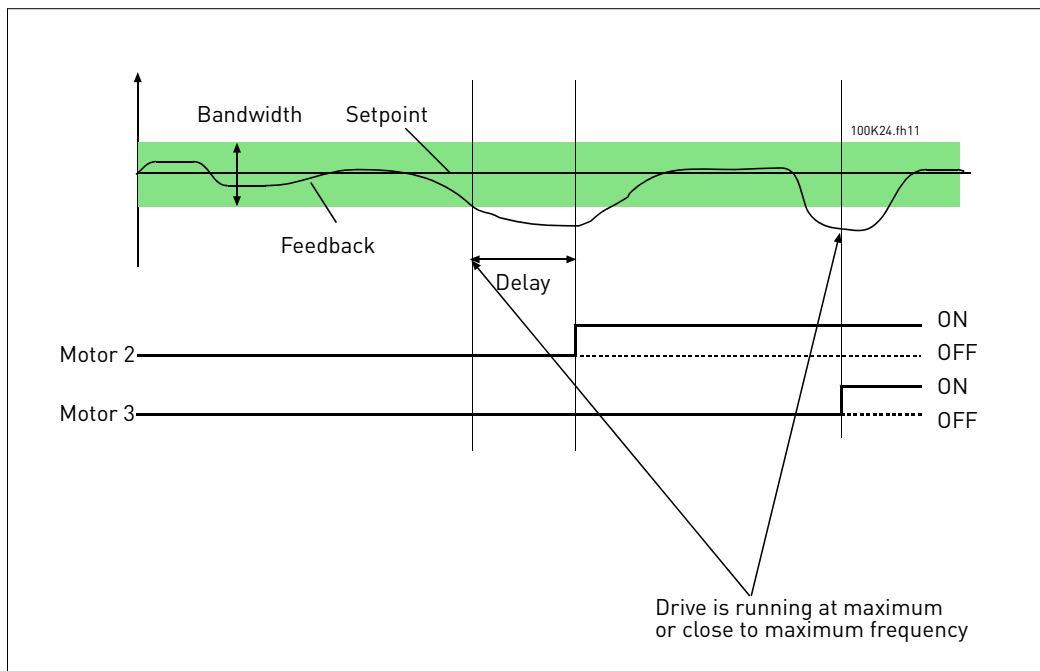 Bandwidth
Setpoint
100K24.fh11
Feedback
Delay
ON
Motor 2
OFF
ON
Motor 3
OFF
Drive is running at maximum
or close to maximum frequency